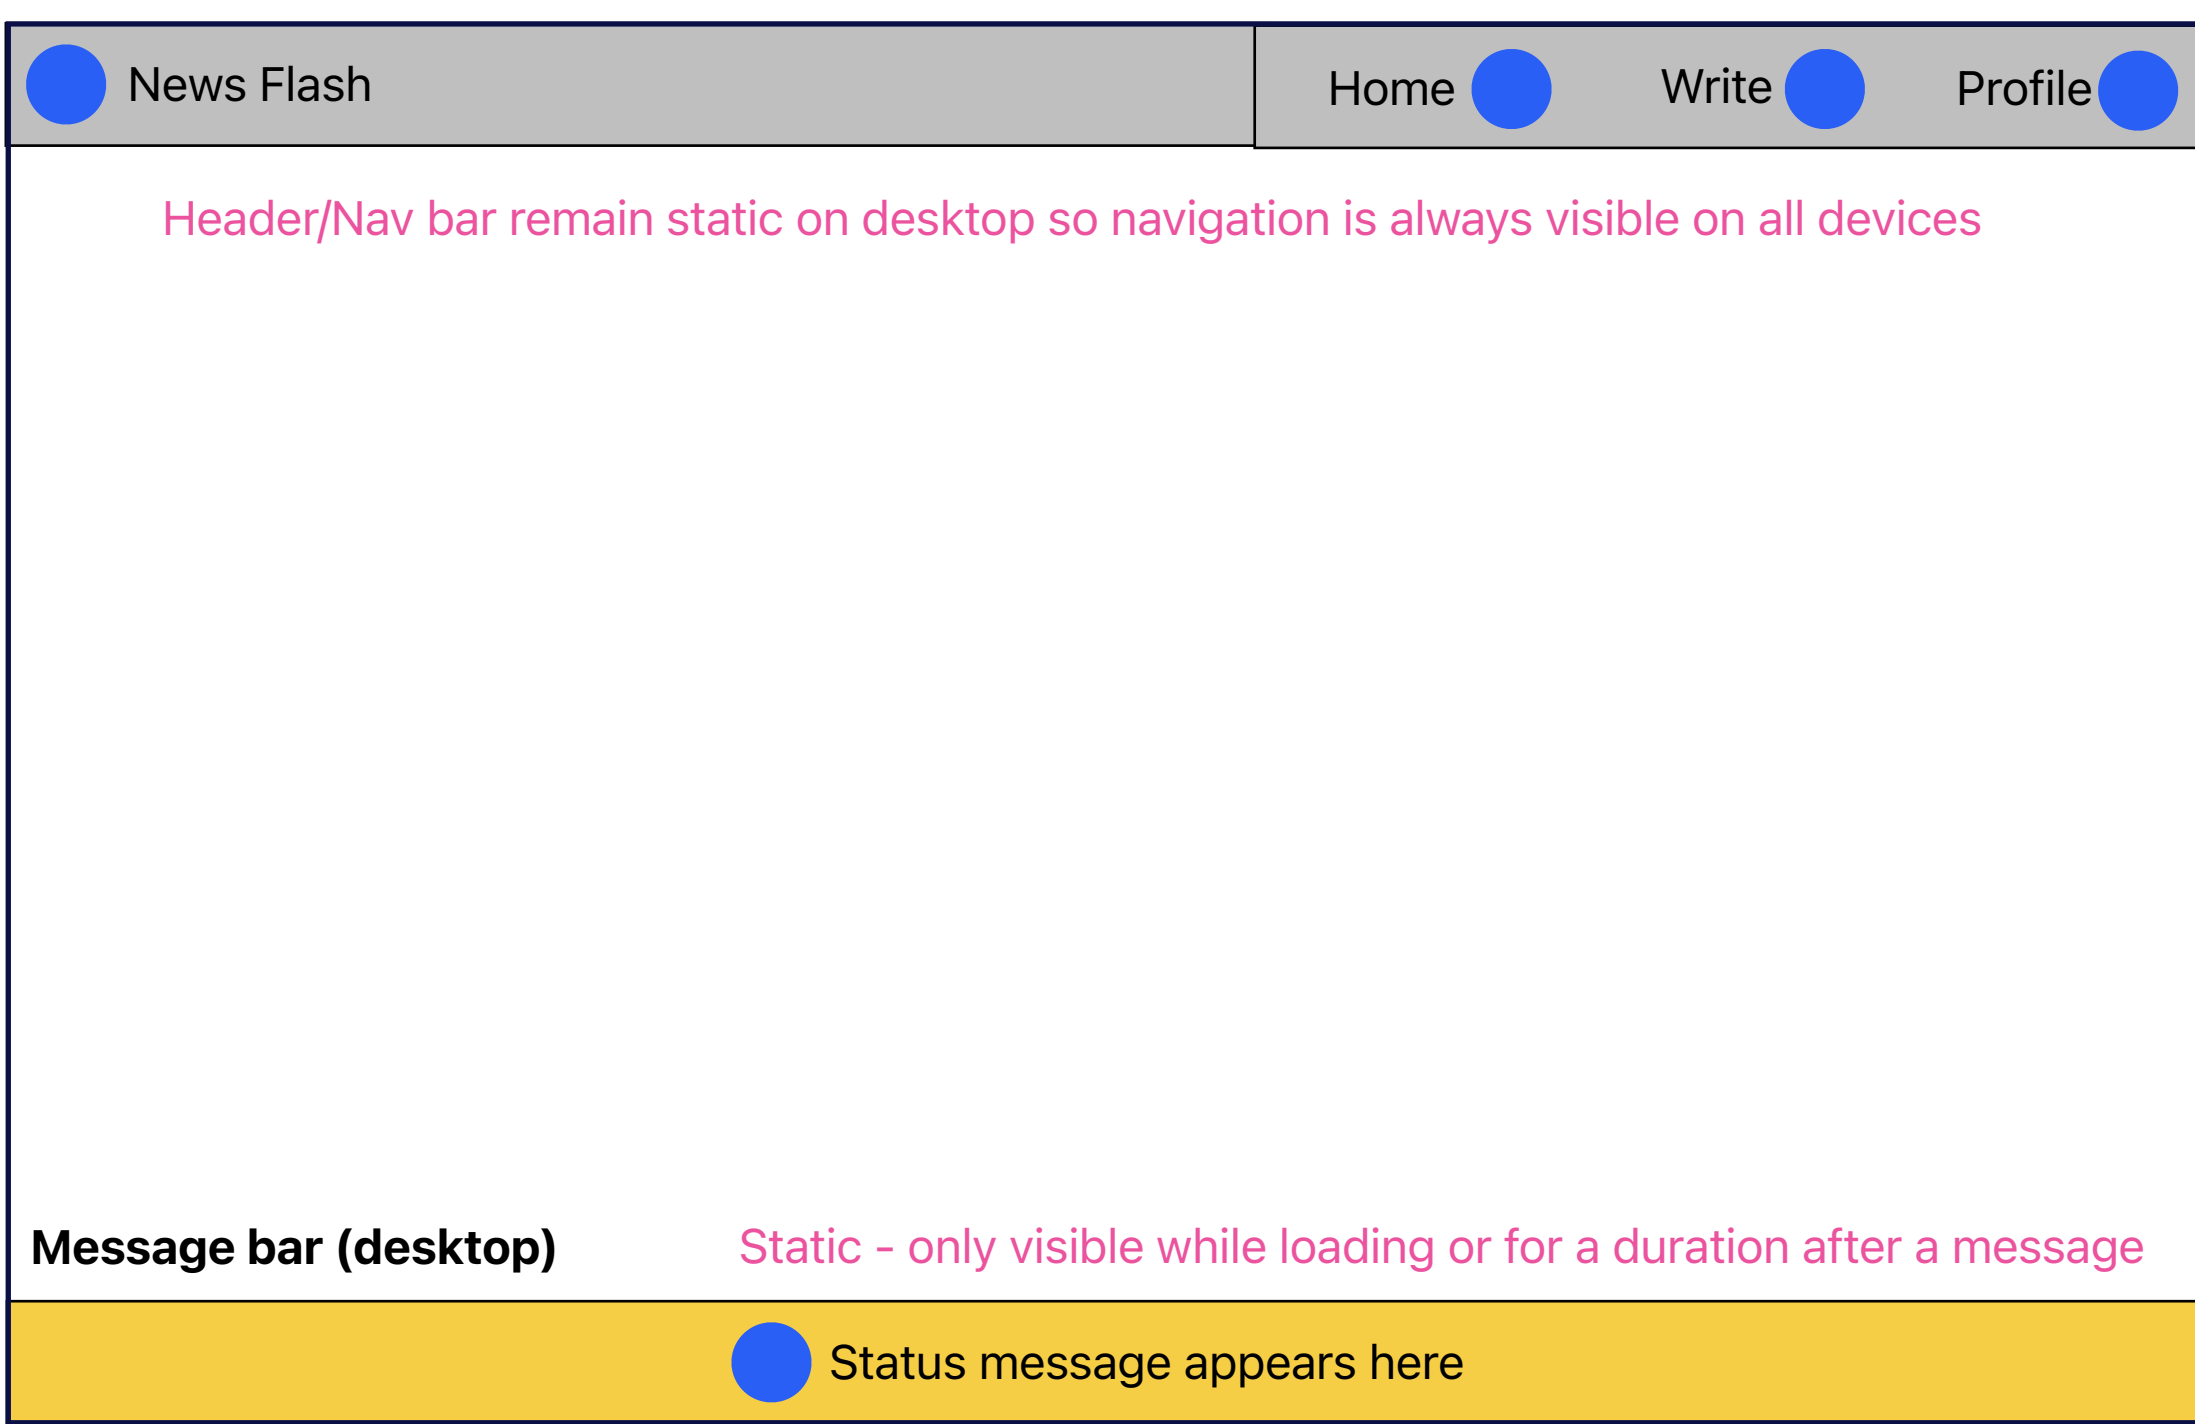 News Flash
Home
Write
Profile
Header/Nav bar remain static on desktop so navigation is always visible on all devices
Message bar (desktop)
Static - only visible while loading or for a duration after a message
Status message appears here